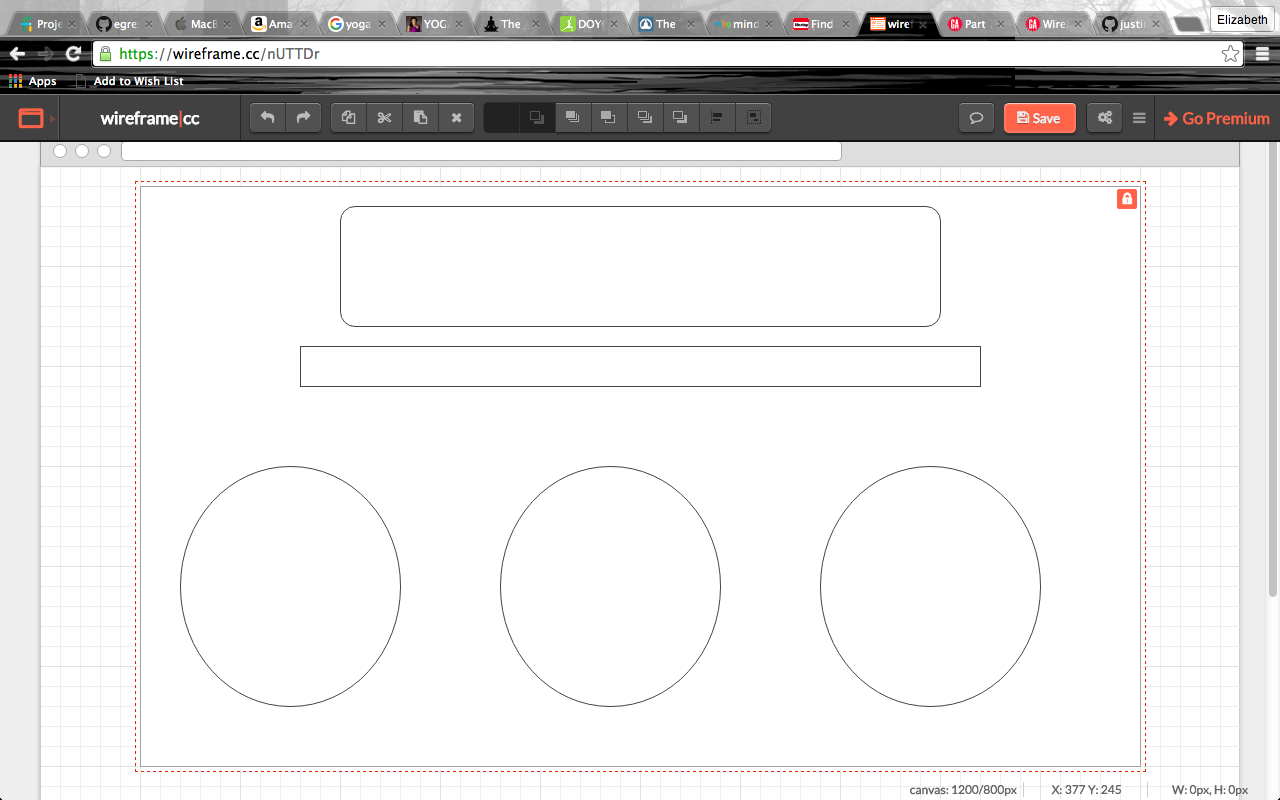 Proje egre MacB Ama yoga YOG The DOY The mind Find wiref Part Wire justin Elizabeth
https://wireframe.cc/nUTTDr
Apps Add to Wish List
wireframe|cc Save Go Premium
canvas: 1200/800px X: 377 Y: 245 W: 0px, H: 0px